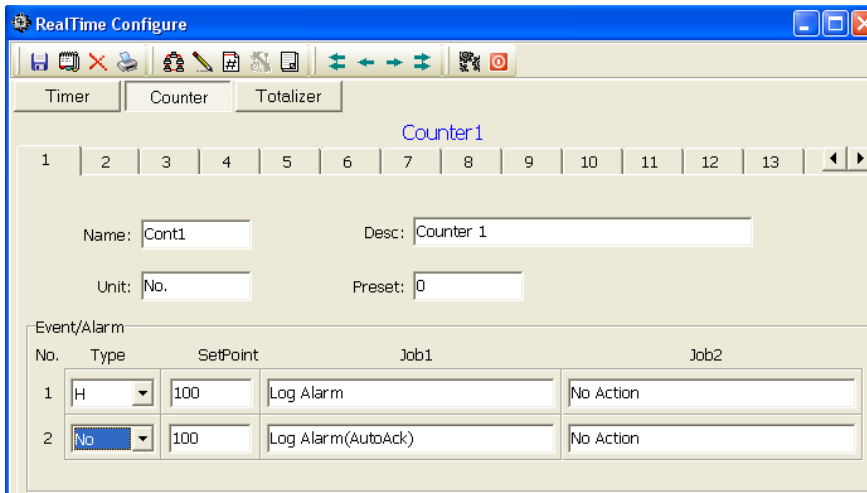 RealTime Configure
Timer Counter Totalizer
Counter1
1 2 3 4 5 6 7 8 9 10 11 12 13
Name: Cont1 Desc: Counter 1
Unit: No. Preset: 0
Event/Alarm
No. Type SetPoint Job1 Job2
1 H 100 Log Alarm No Action
2 No 100 Log Alarm(AutoAck) No Action